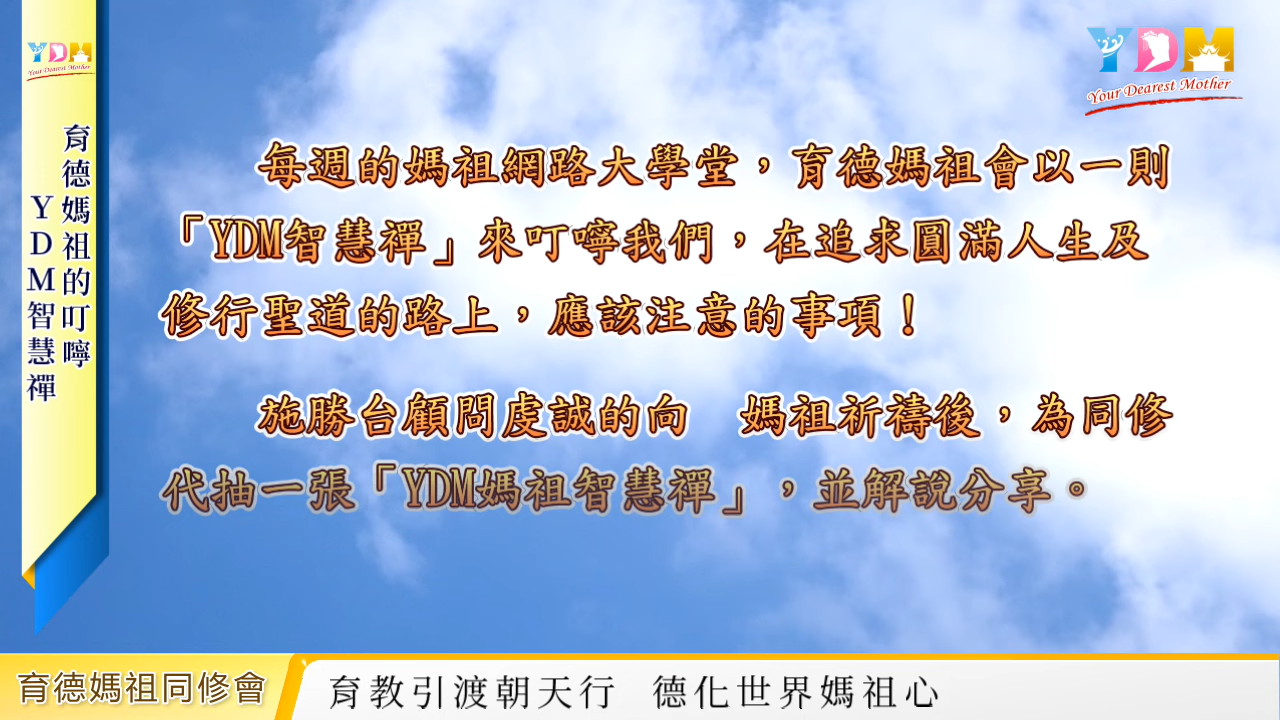 YDM
Your Dearest Mother
育德媽祖的叮嚀
YDM智慧禪
YDM
Your Dearest Mother
每週的媽祖網路大學堂，育德媽祖會以一則
「YDM智慧禪」來叮嚀我們，在追求圓滿人生及
修行聖道的路上，應該注意的事項！
施勝台顧問虔誠的向　媽祖祈禱後，為同修
代抽一張「YDM媽祖智慧禪」，並解說分享。
育德媽祖同修會
育教引渡朝天行　德化世界媽祖心